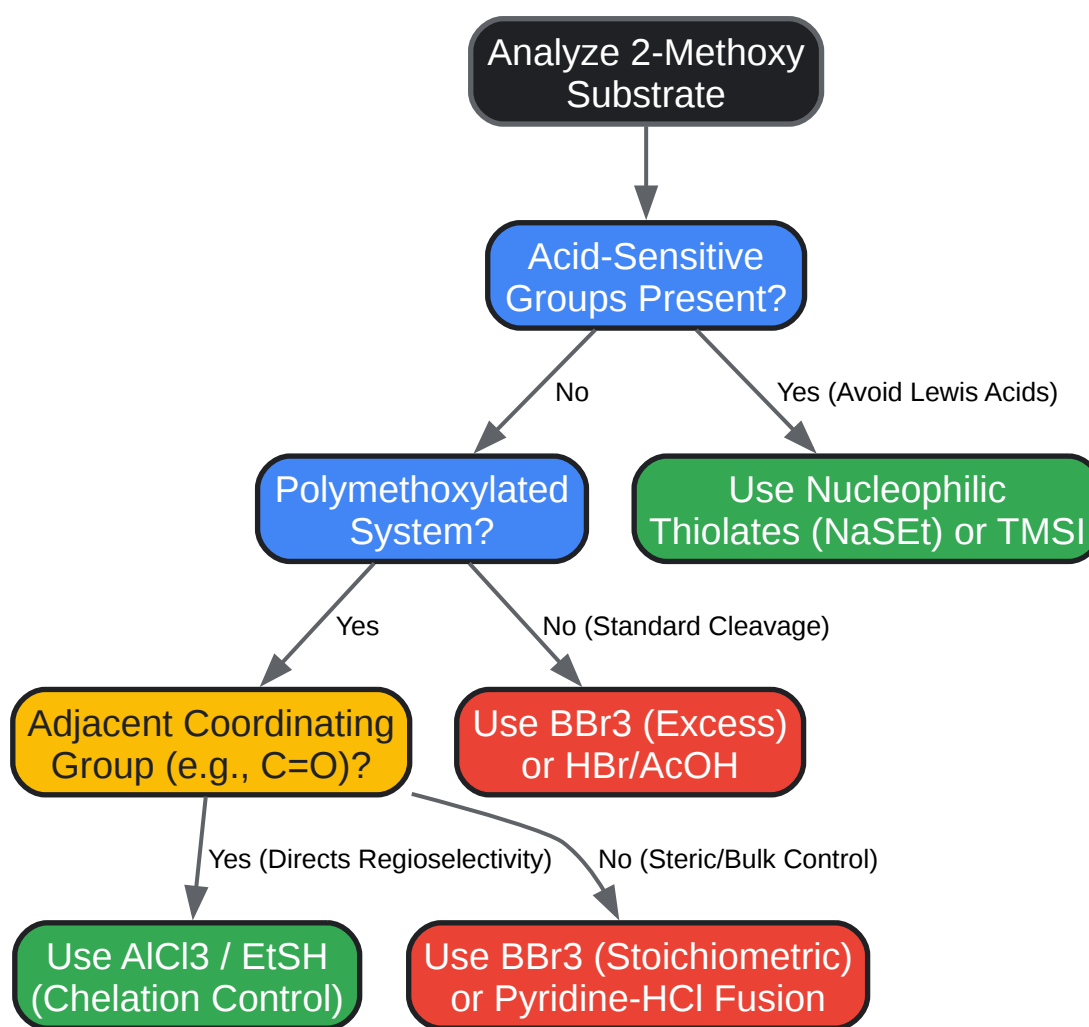 Analyze 2-Methoxy
Substrate
Acid-Sensitive
Groups Present?
No
Yes (Avoid Lewis Acids)
Polymethoxylated
System?
Use Nucleophilic
Thiolates (NaSEt) or TMSI
Yes
No (Standard Cleavage)
Adjacent Coordinating
Group (e.g., C=O)?
Use BBr3 (Excess)
or HBr/AcOH
Yes (Directs Regioselectivity)
No (Steric/Bulk Control)
Use AlCl3 / EtSH
(Chelation Control)
Use BBr3 (Stoichiometric)
or Pyridine-HCl Fusion